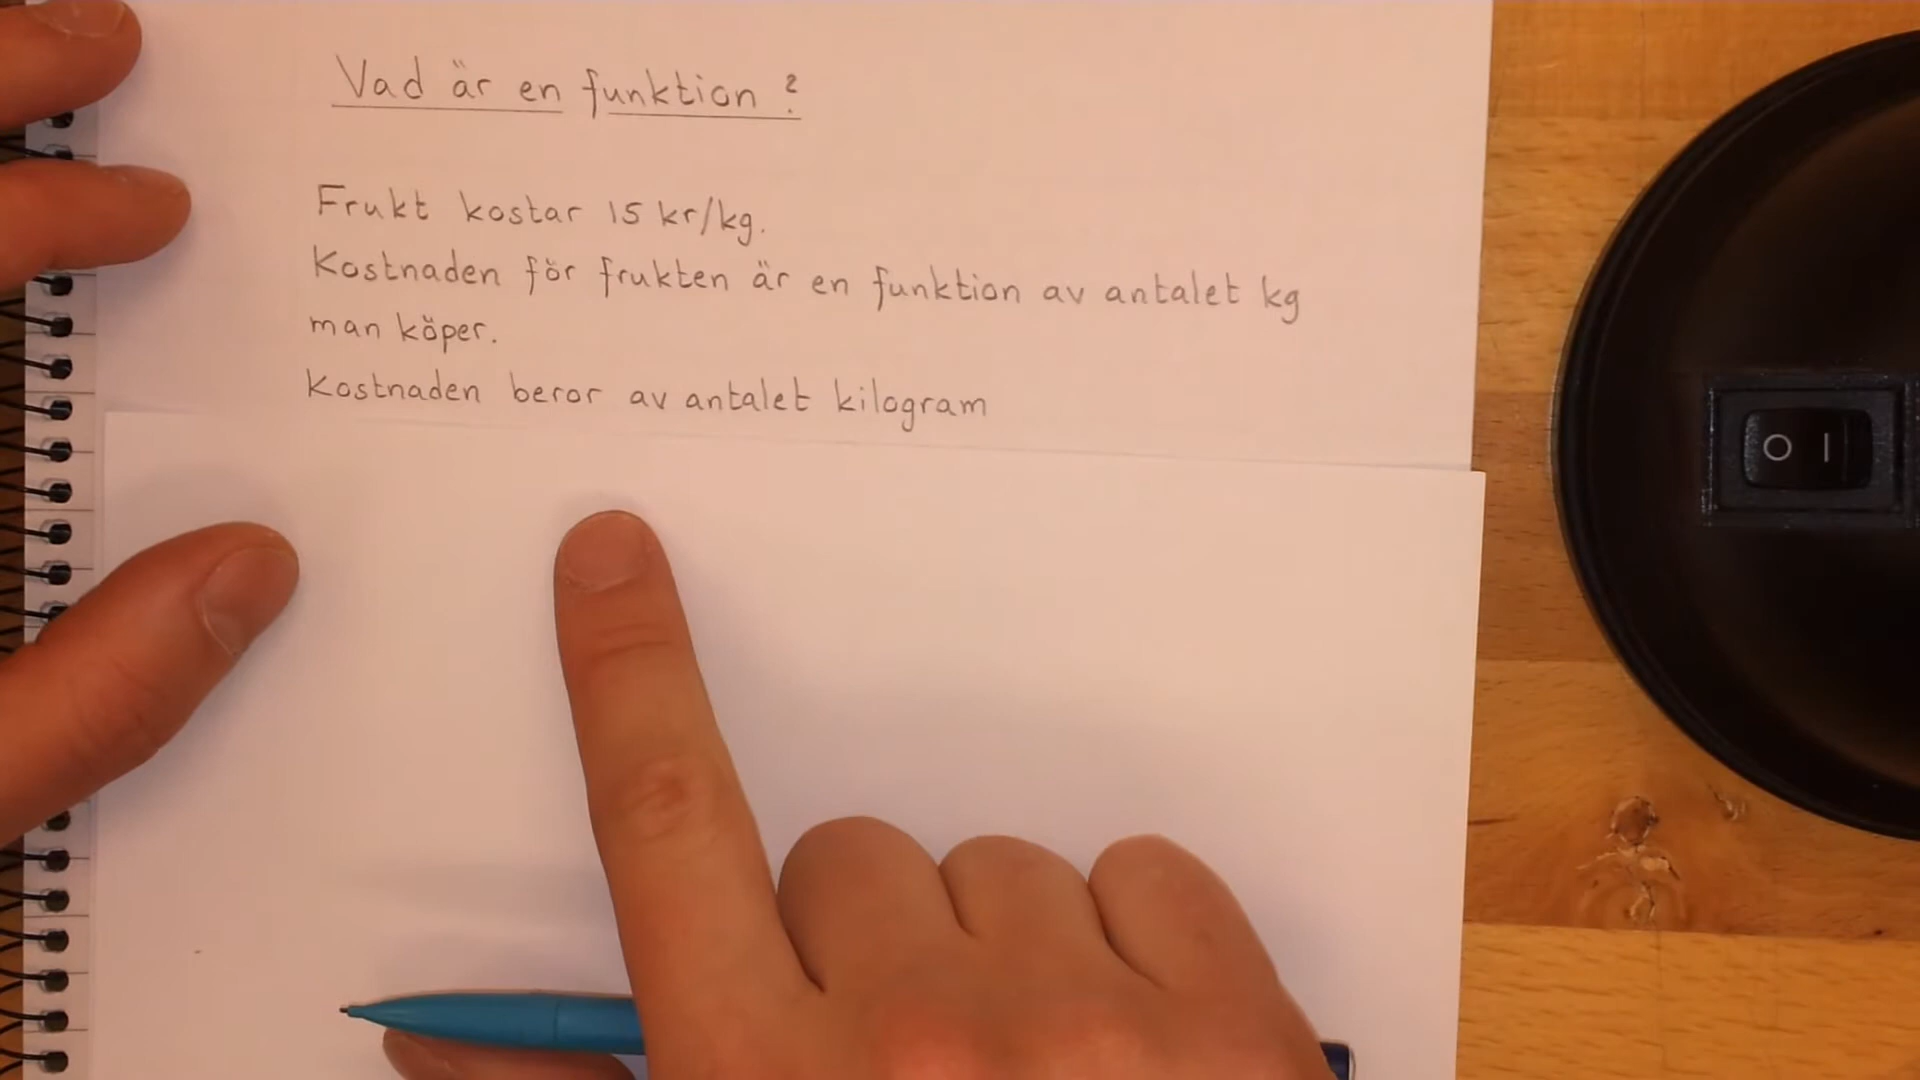 Vad är en funktion?
Frukt kostar 15 kr/kg.
Kostnaden för frukten är en funktion av antalet kg
man köper.
Kostnaden beror av antalet kilogram
O I